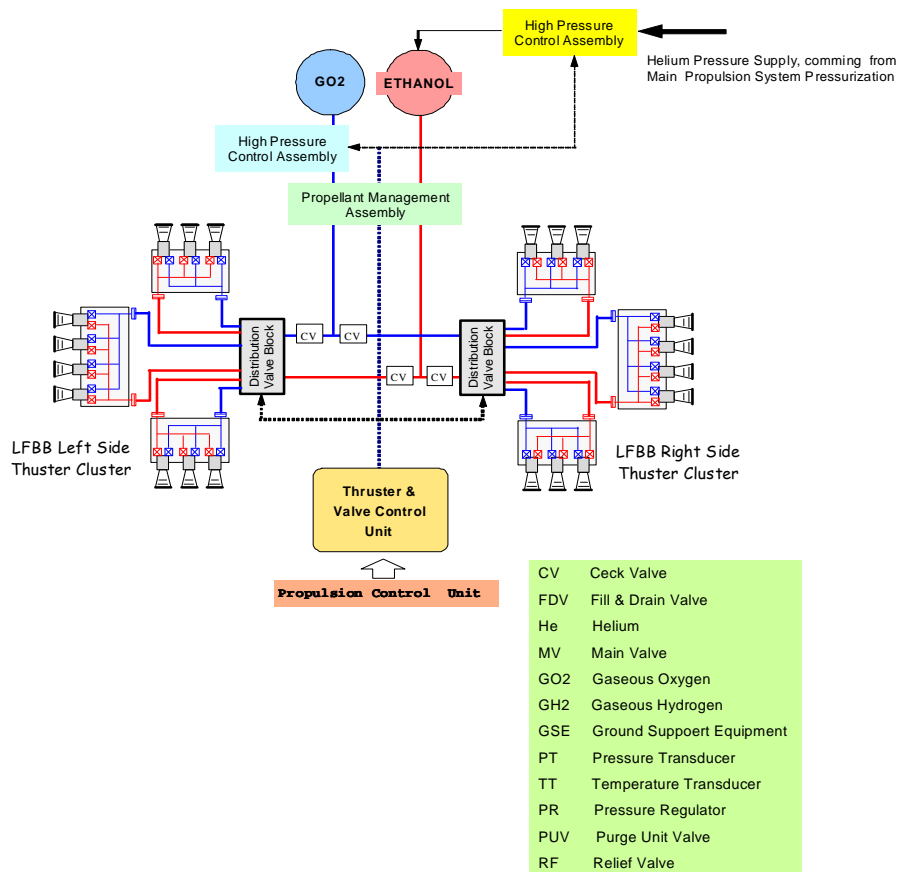 High Pressure
Control Assembly
Helium Pressure Supply, comming from
Main Propulsion System Pressurization
GO2
ETHANOL
High Pressure
Control Assembly
Propellant Management
Assembly
CV
CV
CV
CV
Distribution
Valve Block
Distribution
Valve Block
LFBB Left Side
Thuster Cluster
LFBB Right Side
Thuster Cluster
Thruster &
Valve Control
Unit
Propulsion Control Unit
CV Ceck Valve
FDV Fill & Drain Valve
He Helium
MV Main Valve
GO2 Gaseous Oxygen
GH2 Gaseous Hydrogen
GSE Ground Suppoert Equipment
PT Pressure Transducer
TT Temperature Transducer
PR Pressure Regulator
PUV Purge Unit Valve
RF Relief Valve